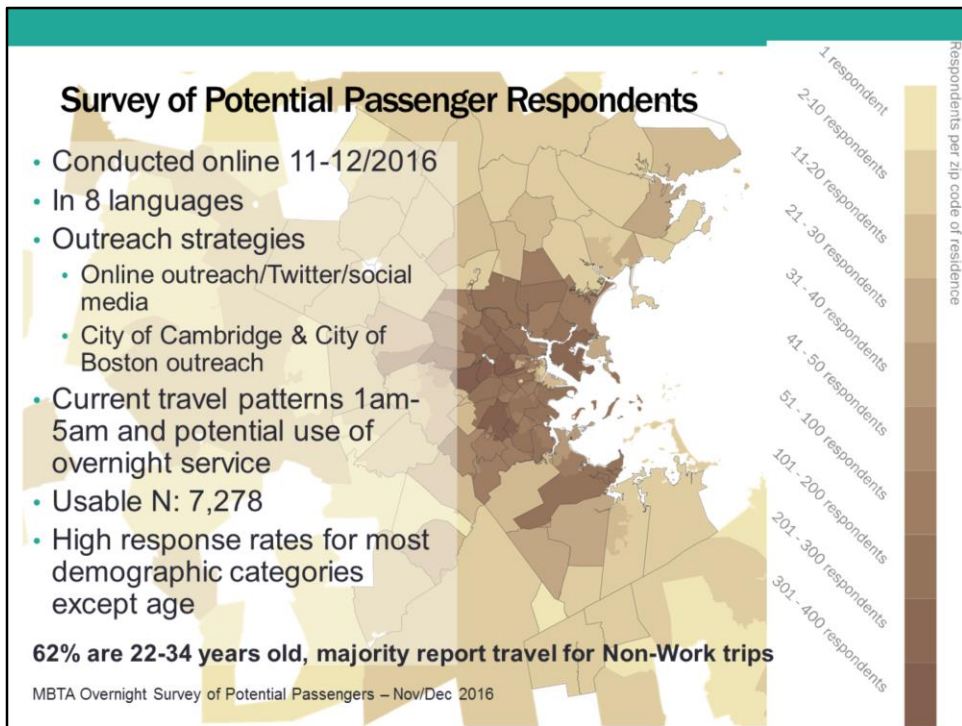 Survey of Potential Passenger Respondents
• Conducted online 11-12/2016
• In 8 languages
• Outreach strategies
• Online outreach/Twitter/social
media
• City of Cambridge & City of
Boston outreach
• Current travel patterns 1am-
5am and potential use of
overnight service
• Usable N: 7,278
• High response rates for most
demographic categories
except age
62% are 22-34 years old, majority report travel for Non-Work trips
MBTA Overnight Survey of Potential Passengers – Nov/Dec 2016
Respondents per zip code of residence
1 respondent
2-10 respondents
11-20 respondents
21 - 30 respondents
31 - 40 respondents
41 - 50 respondents
51 - 100 respondents
101 - 200 respondents
201 - 300 respondents
301 - 400 respondents